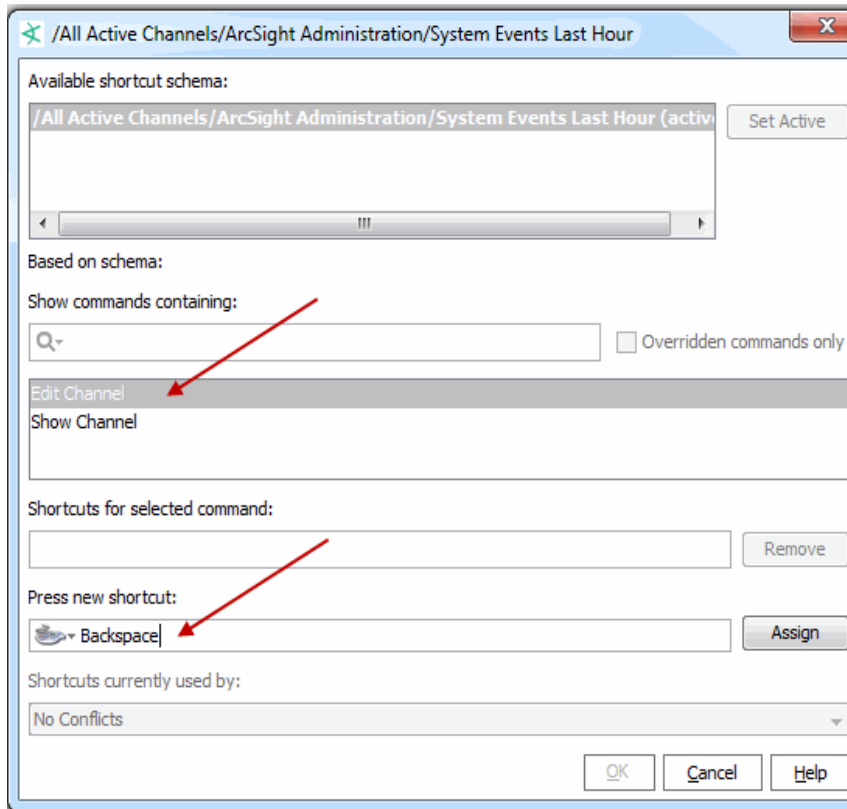 /All Active Channels/ArcSight Administration/System Events Last Hour
X
Available shortcut schema:
/All Active Channels/ArcSight Administration/System Events Last Hour (active
Set Active
Based on schema:
Show commands containing:
Overridden commands only
Edit Channel
Show Channel
Shortcuts for selected command:
Remove
Press new shortcut:
Backspace
Assign
Shortcuts currently used by:
No Conflicts
OK Cancel Help